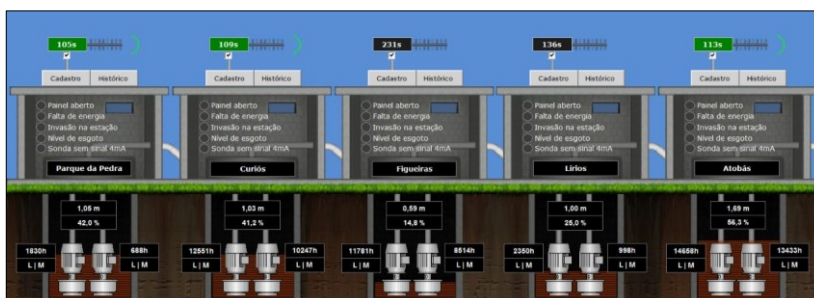 105s
109s
231s
136s
113s
Cadastro Histórico
Cadastro Histórico
Cadastro Histórico
Cadastro Histórico
Cadastro Histórico
Painel aberto
Falta de energia
Invasão na estação
Nível de esgoto
Sonda sem sinal 4mA
Parque da Pedra
Painel aberto
Falta de energia
Invasão na estação
Nível de esgoto
Sonda sem sinal 4mA
Curiós
Painel aberto
Falta de energia
Invasão na estação
Nível de esgoto
Sonda sem sinal 4mA
Figueiras
Painel aberto
Falta de energia
Invasão na estação
Nível de esgoto
Sonda sem sinal 4mA
Lírios
Painel aberto
Falta de energia
Invasão na estação
Nível de esgoto
Sonda sem sinal 4mA
Atobás
1,05 m
42,0 %
1830h 688h
L | M L | M
1,03 m
41,2 %
12551h 10247h
L | M L | M
0,59 m
14,8 %
11781h 8514h
L | M L | M
1,00 m
25,0 %
2350h 998h
L | M L | M
1,69 m
56,3 %
14658h 13433h
L | M L | M